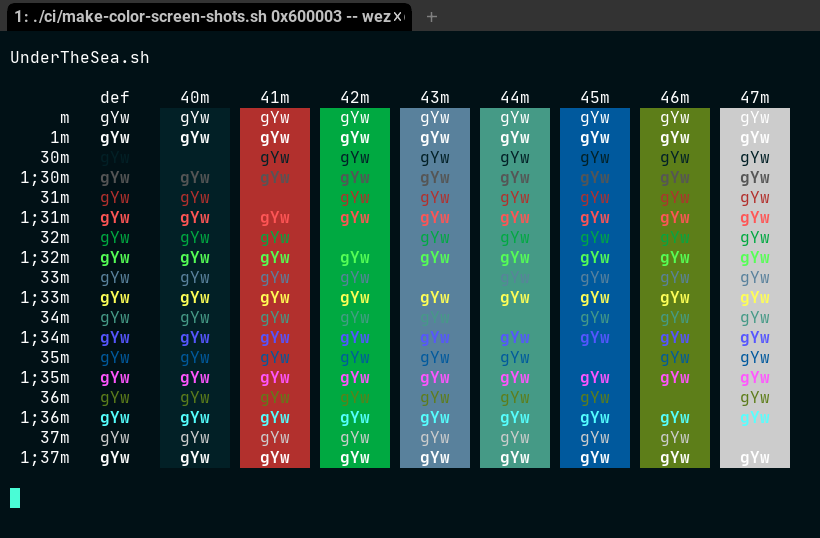 1: ./ci/make-color-screen-shots.sh 0x600003 -- wez
UnderTheSea.sh
def 40m 41m 42m 43m 44m 45m 46m 47m
m gYw gYw gYw gYw gYw gYw gYw gYw gYw
1m gYw gYw gYw gYw gYw gYw gYw gYw gYw
30m gYw gYw gYw gYw gYw gYw gYw gYw
1;30m gYw gYw gYw gYw gYw gYw gYw gYw gYw
31m gYw gYw gYw gYw gYw gYw gYw gYw
1;31m gYw gYw gYw gYw gYw gYw gYw gYw gYw
32m gYw gYw gYw gYw gYw gYw gYw gYw
1;32m gYw gYw gYw gYw gYw gYw gYw gYw gYw
33m gYw gYw gYw gYw gYw gYw gYw gYw
1;33m gYw gYw gYw gYw gYw gYw gYw gYw gYw
34m gYw gYw gYw gYw gYw gYw gYw gYw
1;34m gYw gYw gYw gYw gYw gYw gYw gYw gYw
35m gYw gYw gYw gYw gYw gYw gYw gYw
1;35m gYw gYw gYw gYw gYw gYw gYw gYw gYw
36m gYw gYw gYw gYw gYw gYw gYw gYw
1;36m gYw gYw gYw gYw gYw gYw gYw gYw gYw
37m gYw gYw gYw gYw gYw gYw gYw gYw
1;37m gYw gYw gYw gYw gYw gYw gYw gYw gYw